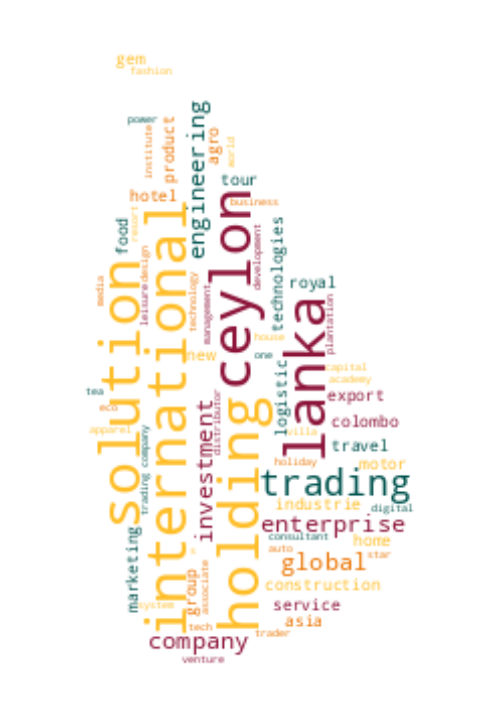 gem
fashion
power
institute
product
engineering
agro
world
tour
hotel
business
resort
food
international
ceylon
development
technologies
design
leisure
solution
media
technology
management
royal
lanka
plantation
house
new
one
capital
academy
tea
eco
export
distributor
logistic
apparel
trading company
investment
holding
villa
colombo
travel
holiday
motor
trading
industrie
digital
enterprise
marketing
consultant
home
auto
star
global
group
associate
construction
system
service
asia
tech
trader
company
venture